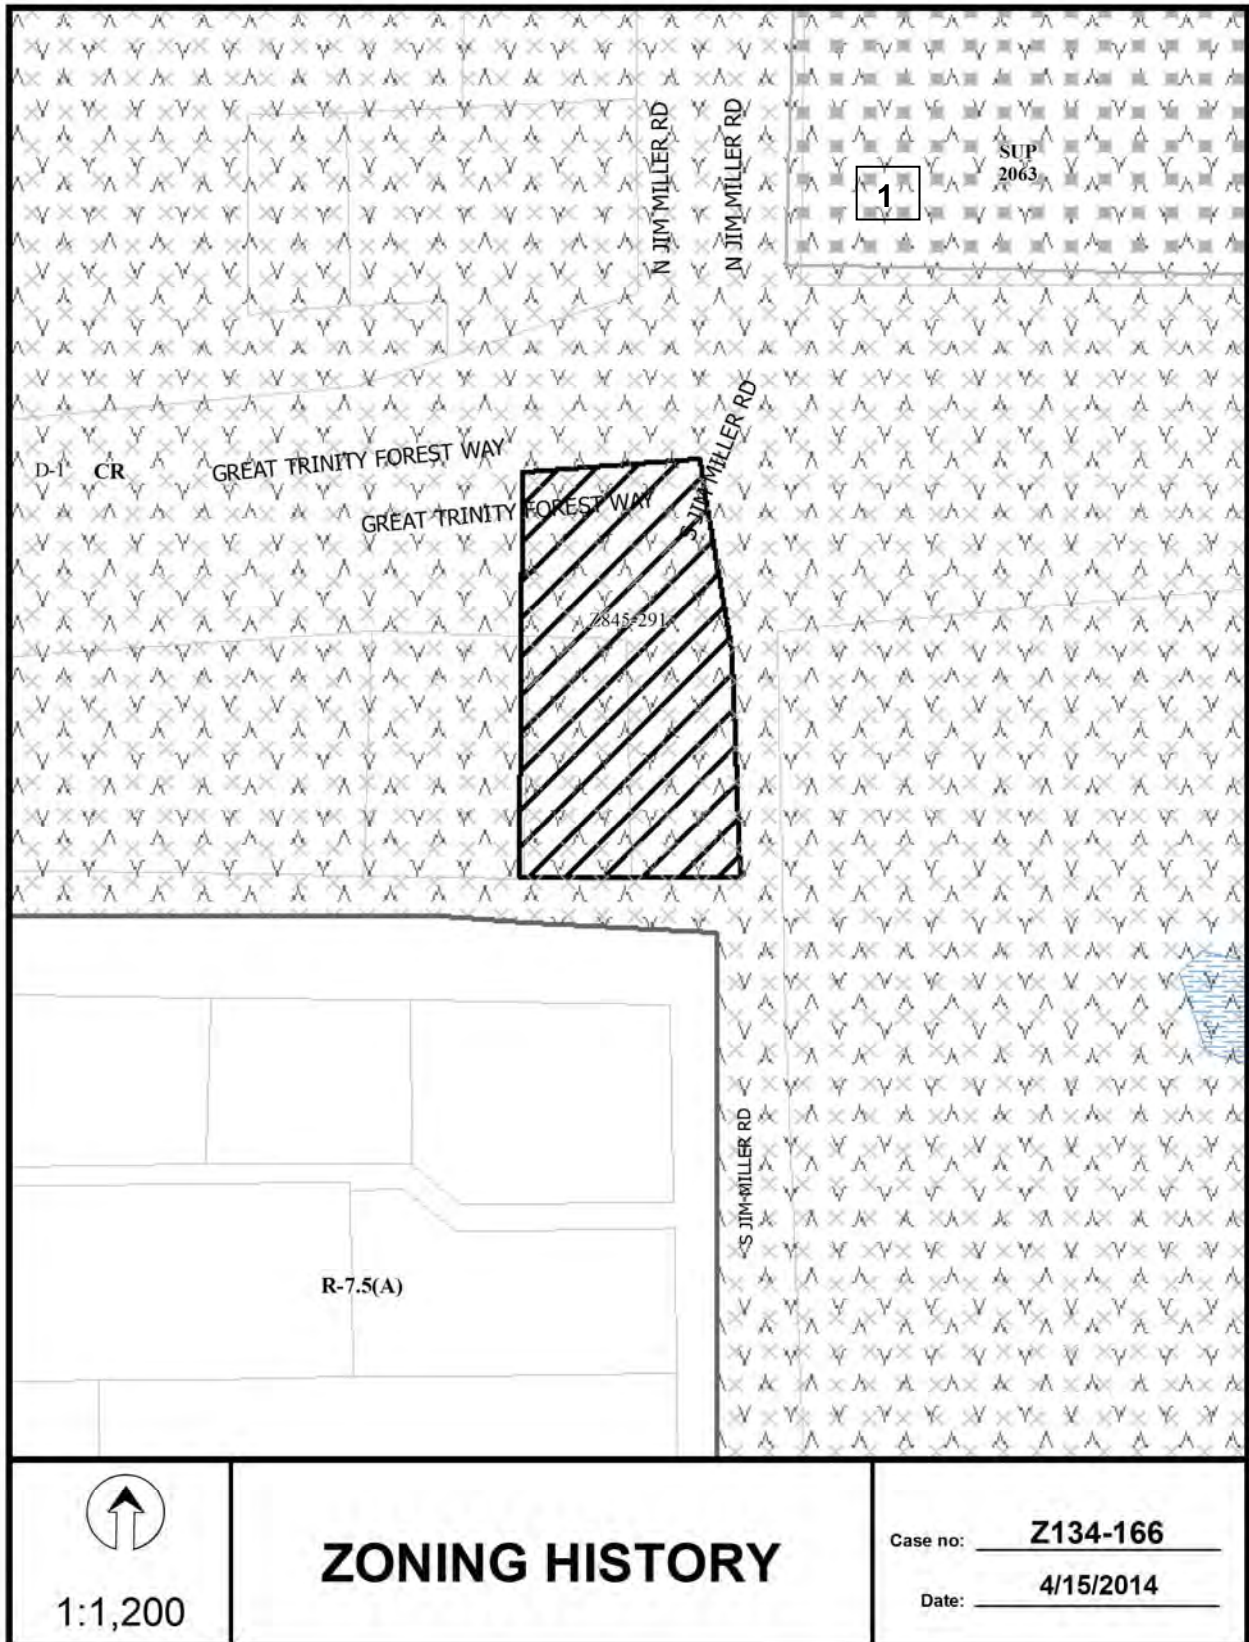 N JIM MILLER RD
N JIM MILLER RD
SUP
2063
1
S JIM MILLER RD
D-1
CR
GREAT TRINITY FOREST WAY
GREAT TRINITY FOREST WAY
Z845-291
S JIM MILLER RD
R-7.5(A)
1:1,200
ZONING HISTORY
Case no: Z134-166
Date: 4/15/2014